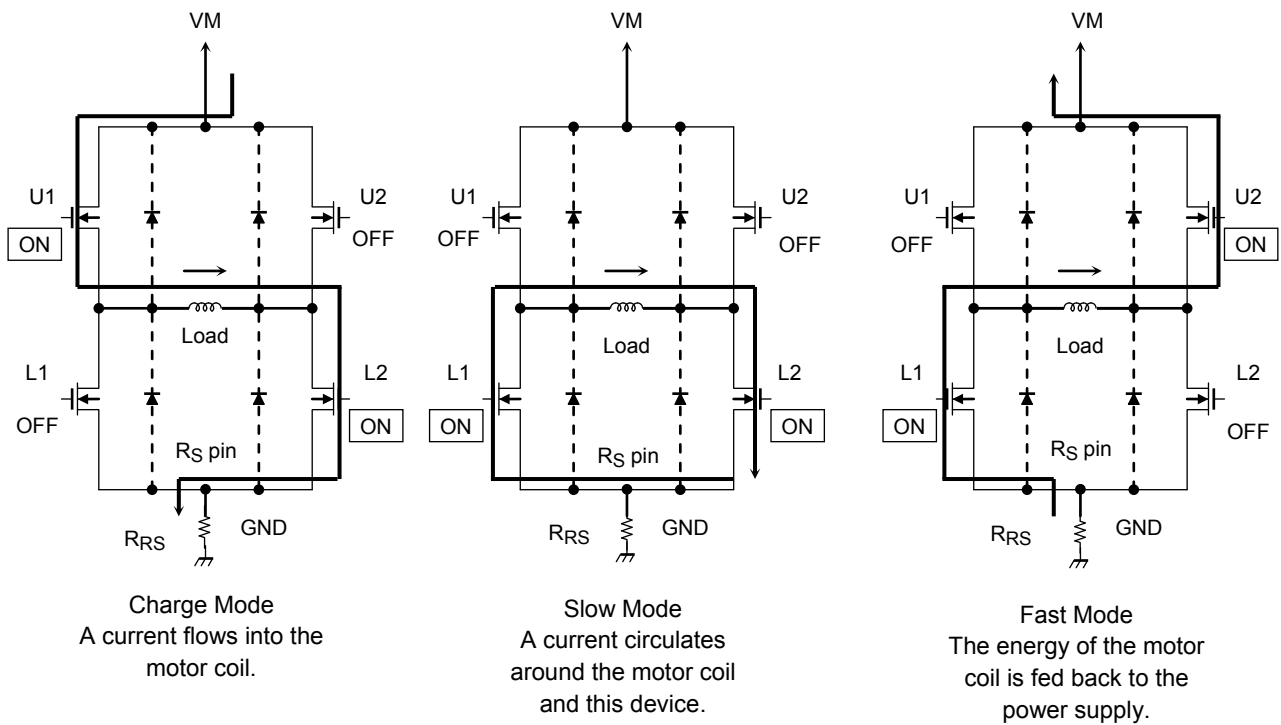 VM
U1
U2
ON
OFF
Load
L1
L2
OFF
ON
RS pin
RRS
GND
Charge Mode
A current flows into the
motor coil.
VM
U1
U2
OFF
OFF
Load
L1
L2
ON
ON
RS pin
RRS
GND
Slow Mode
A current circulates
around the motor coil
and this device.
VM
U1
U2
OFF
ON
Load
L1
L2
ON
OFF
RS pin
RRS
GND
Fast Mode
The energy of the motor
coil is fed back to the
power supply.